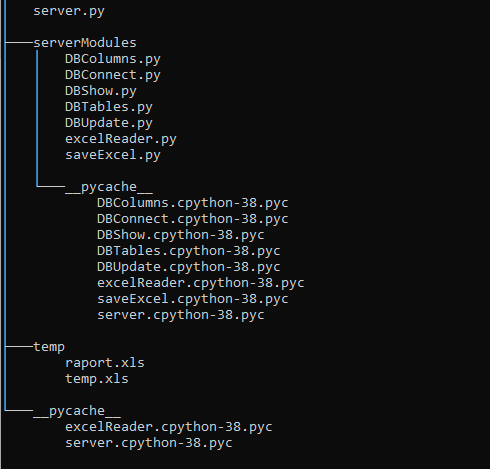 server.py
serverModules
DBColumns.py
DBConnect.py
DBShow.py
DBTables.py
DBUpdate.py
excelReader.py
saveExcel.py
__pycache__
DBColumns.cpython-38.pyc
DBConnect.cpython-38.pyc
DBShow.cpython-38.pyc
DBTables.cpython-38.pyc
DBUpdate.cpython-38.pyc
excelReader.cpython-38.pyc
saveExcel.cpython-38.pyc
server.cpython-38.pyc
temp
raport.xls
temp.xls
__pycache__
excelReader.cpython-38.pyc
server.cpython-38.pyc